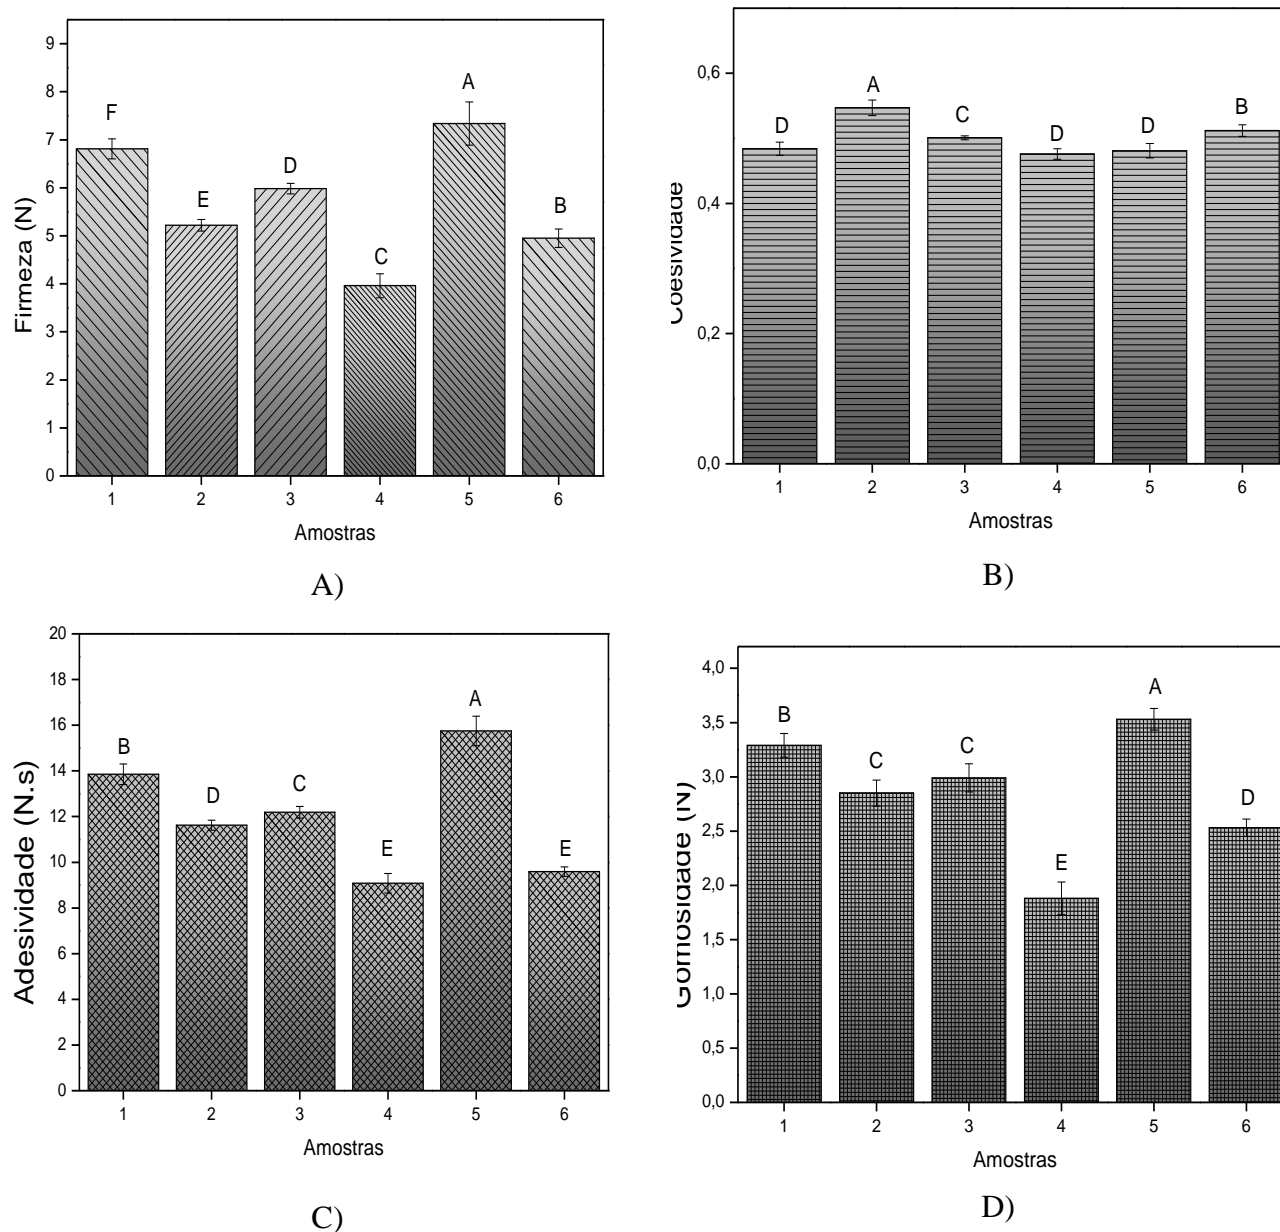 9
8
7
6
5
4
3
2
1
0
Firmeza (N)
F
E
D
C
A
B
1 2 3 4 5 6
Amostras
A)
0,6
0,4
0,2
0,0
Coesividade
D
A
C
D
D
B
1 2 3 4 5 6
Amostras
B)
20
18
16
14
12
10
8
6
4
2
0
Adesividade (N.s)
B
D
C
E
A
E
1 2 3 4 5 6
Amostras
C)
4,0
3,5
3,0
2,5
2,0
1,5
1,0
0,5
0,0
Gomosidade (N)
B
C
C
E
A
D
1 2 3 4 5 6
Amostras
D)